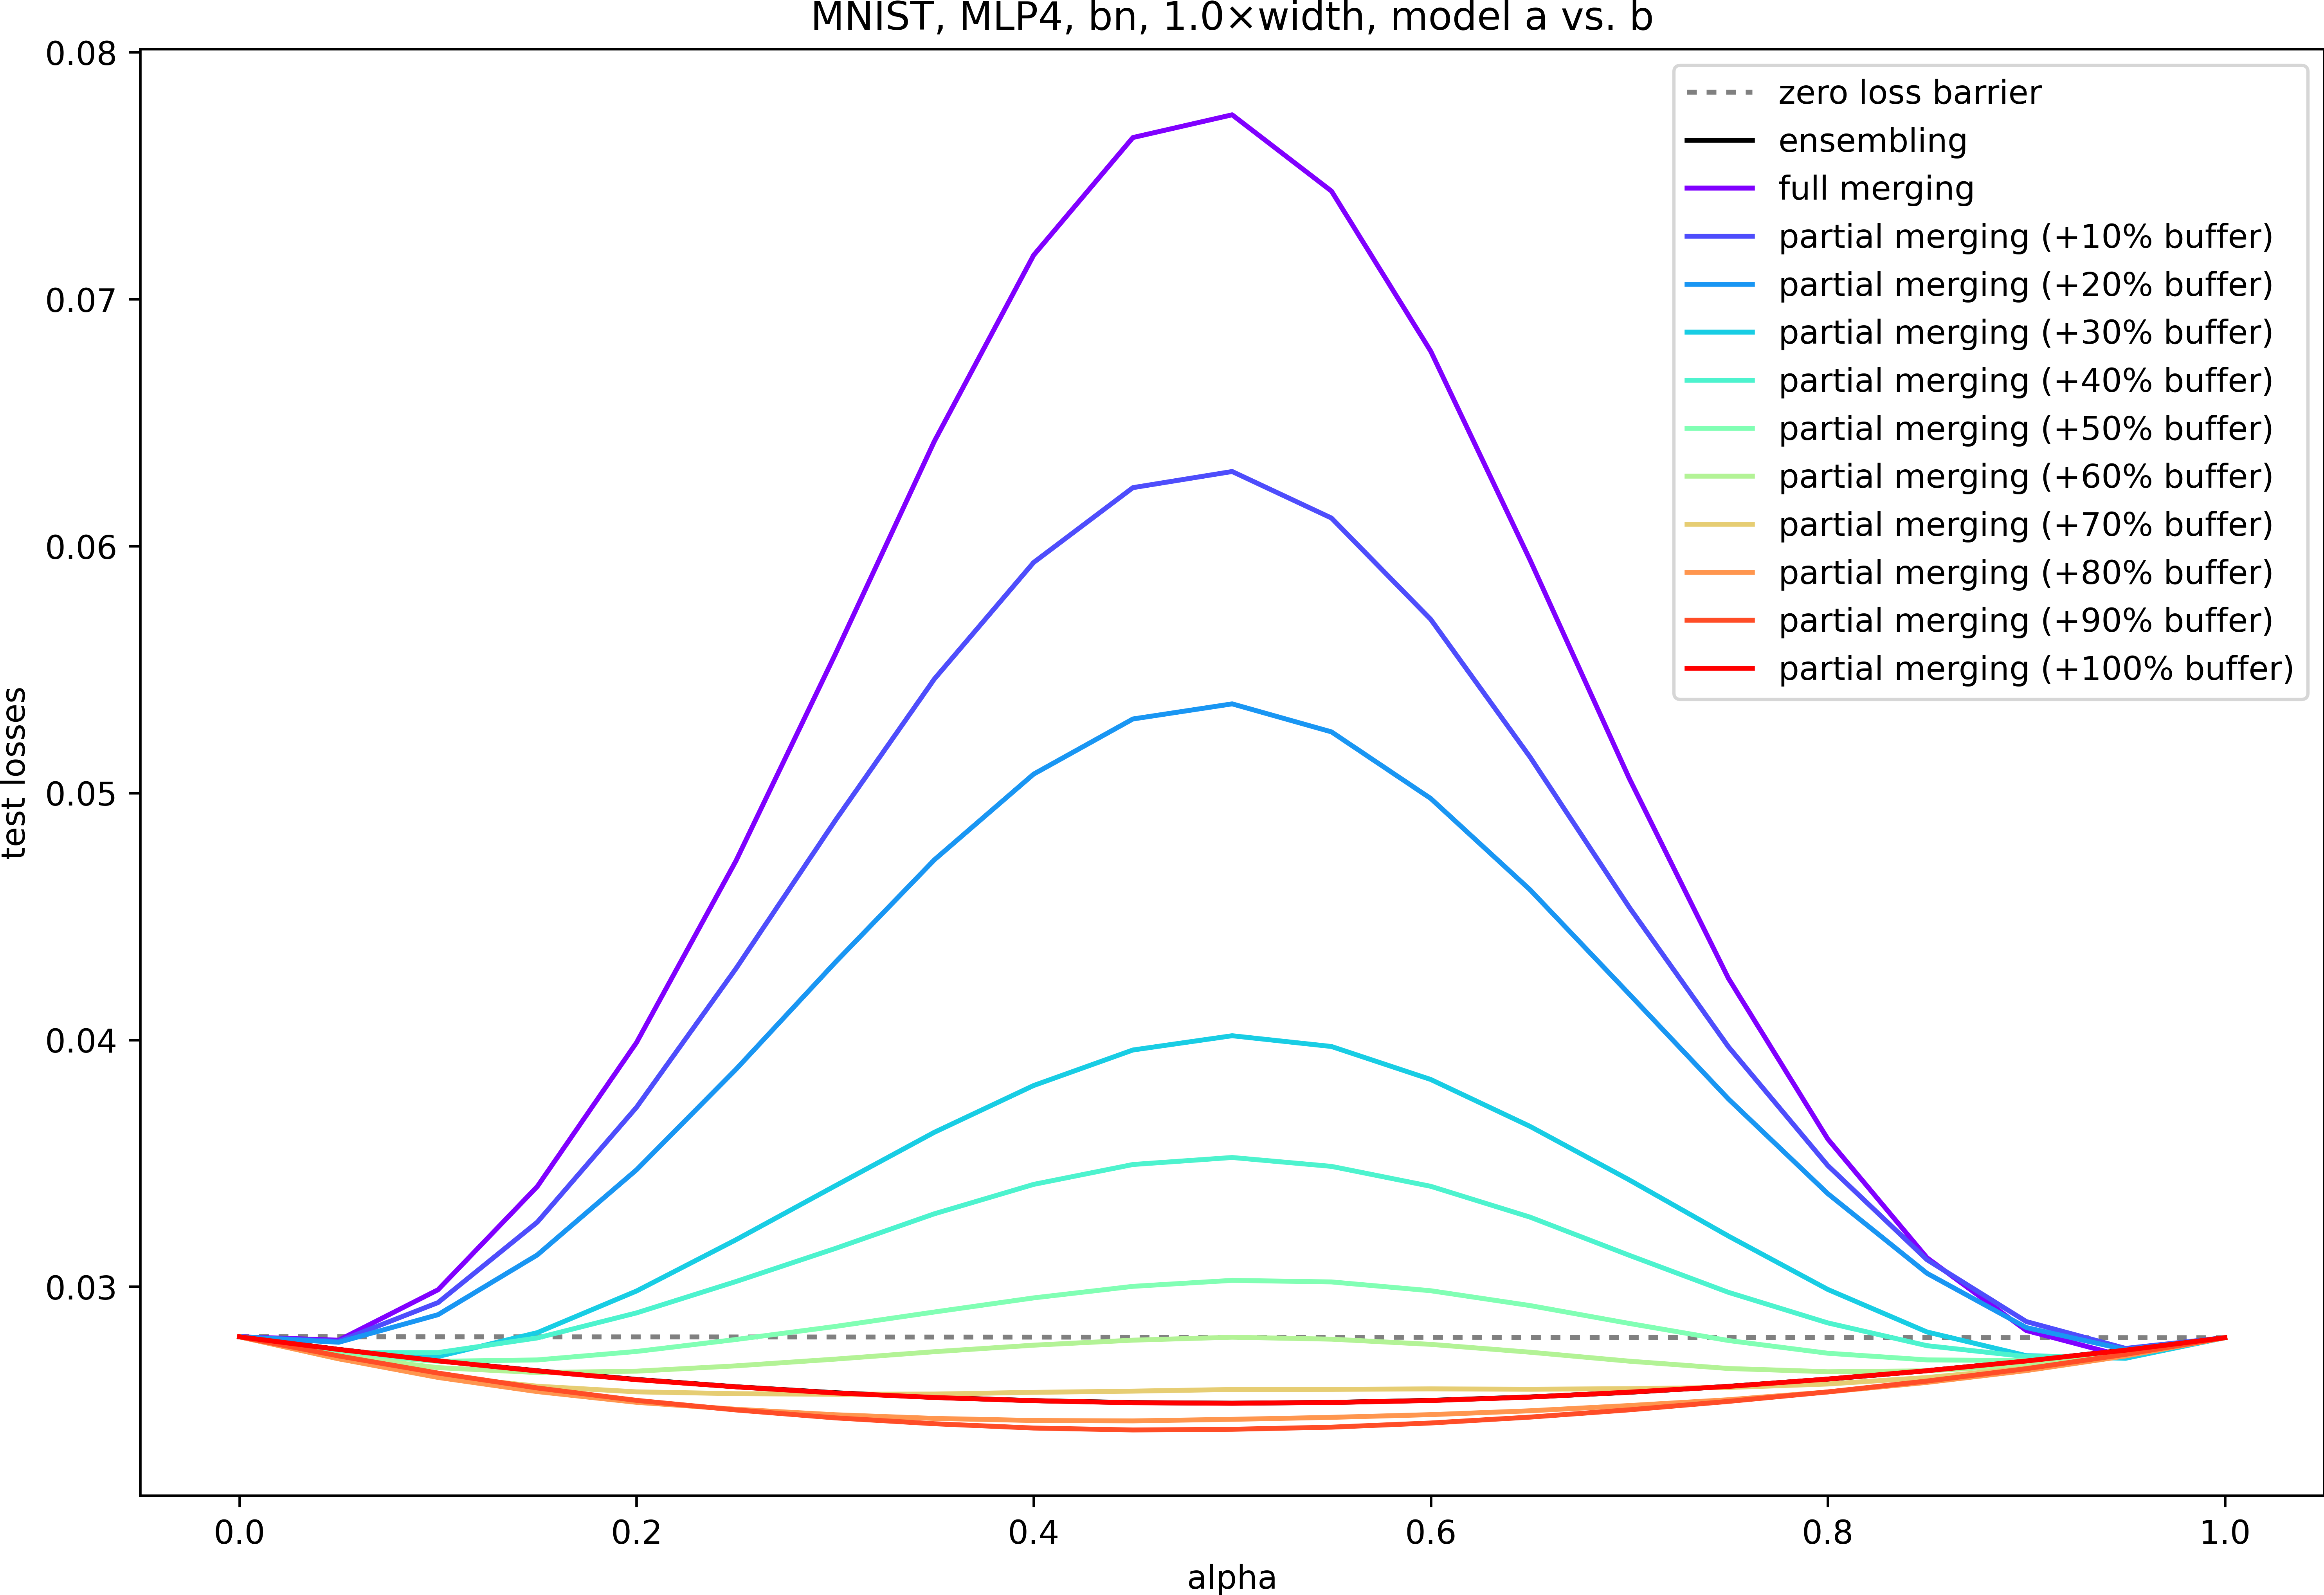 MNIST, MLP4, bn, 1.0×width, model a vs. b
0.08
0.07
0.06
0.05
0.04
0.03
test losses
zero loss barrier
ensembling
full merging
partial merging (+10% buffer)
partial merging (+20% buffer)
partial merging (+30% buffer)
partial merging (+40% buffer)
partial merging (+50% buffer)
partial merging (+60% buffer)
partial merging (+70% buffer)
partial merging (+80% buffer)
partial merging (+90% buffer)
partial merging (+100% buffer)
0.0 0.2 0.4 0.6 0.8 1.0
alpha